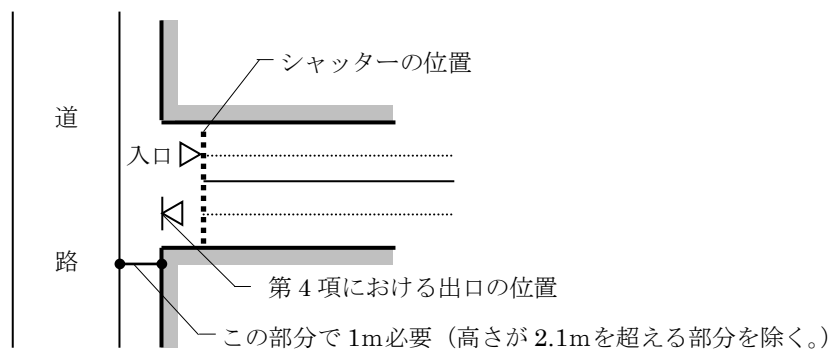 シャッターの位置
道
入口
路
第4項における出口の位置
この部分で1m必要（高さが2.1mを超える部分を除く。）